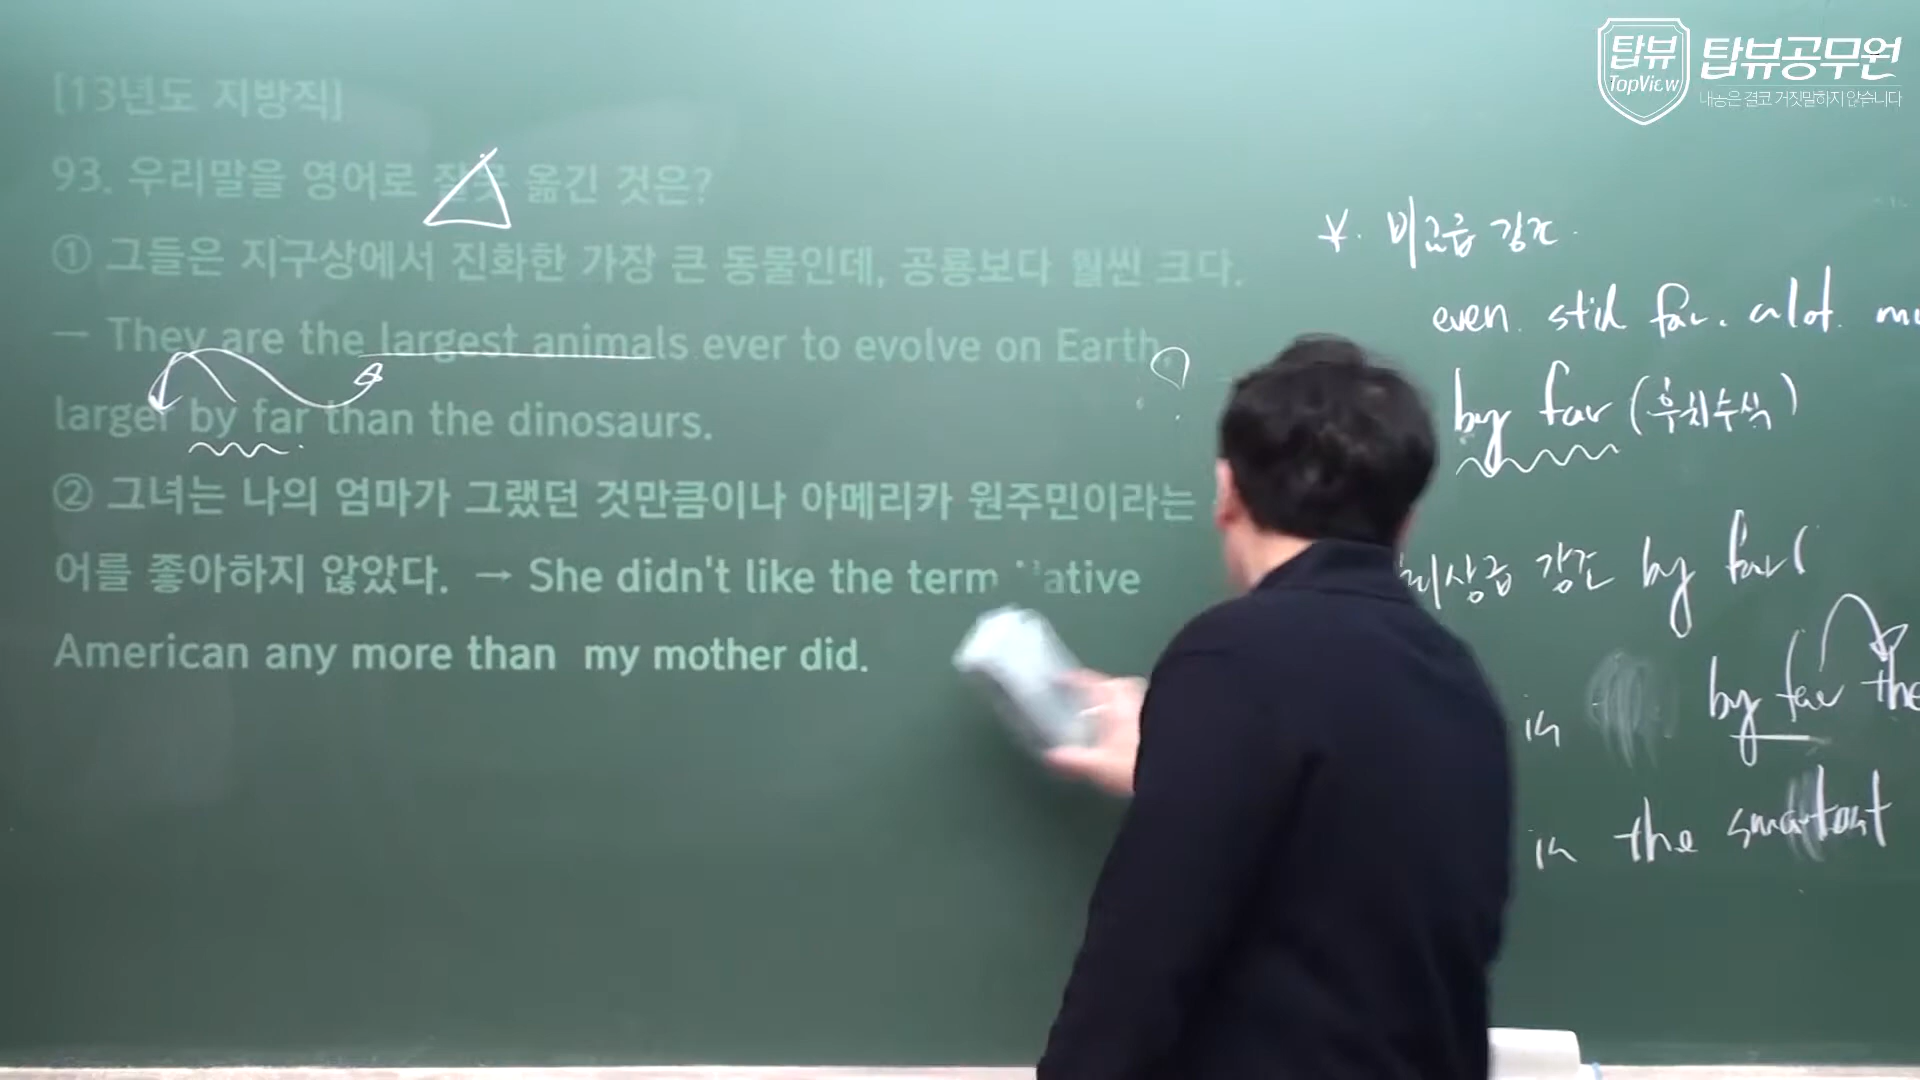 탑뷰
TopView
탑뷰공무원
내공은 결코 거짓말하지 않습니다
[13년도 지방직]
93. 우리말을 영어로 잘못 옮긴 것은?
① 그들은 지구상에서 진화한 가장 큰 동물인데, 공룡보다 훨씬 크다.
→ They are the largest animals ever to evolve on Earth,
larger by far than the dinosaurs.
② 그녀는 나의 엄마가 그랬던 것만큼이나 아메리카 원주민이라는
어를 좋아하지 않았다. → She didn't like the term ative
American any more than my mother did.
비교급 강조.
even. still far. a lot.
by far (후치수식)
상급 강조 by far (
in by far the
in the smartest